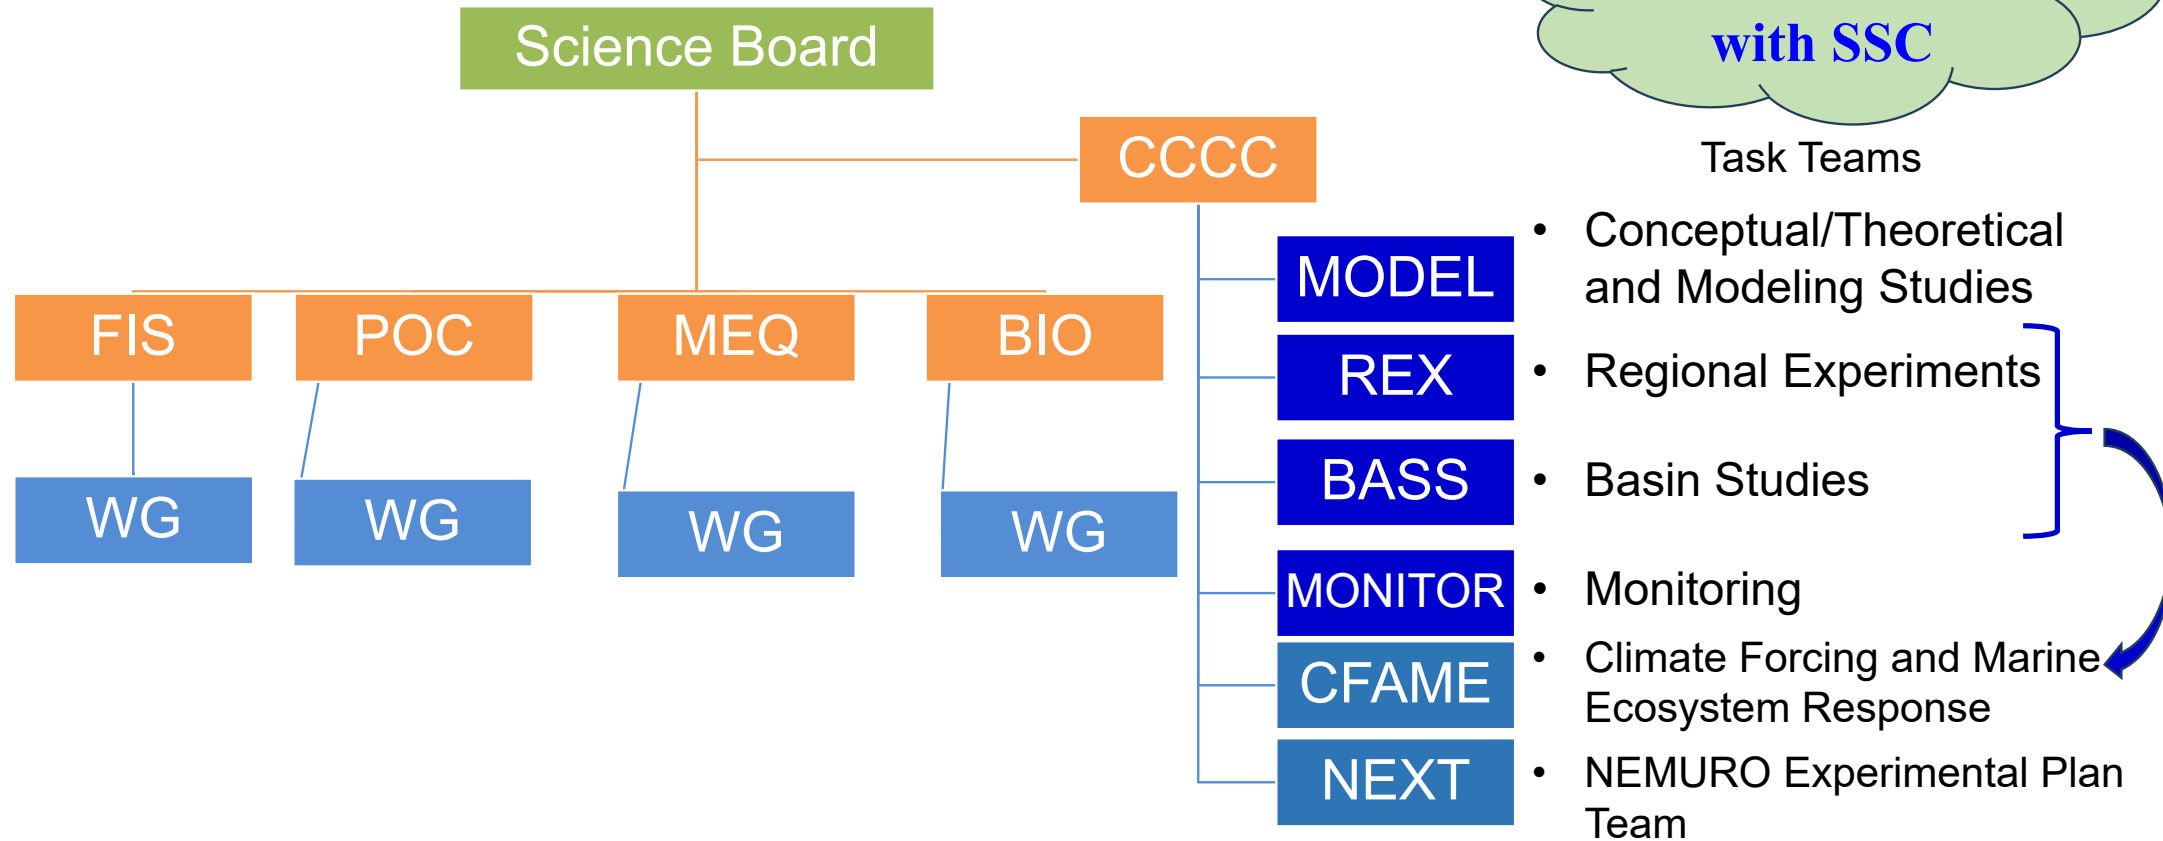 Science Board
with SSC
CCCC
Task Teams
FIS
POC
MEQ
BIO
WG
WG
WG
WG
MODEL
• Conceptual/Theoretical
and Modeling Studies
REX
• Regional Experiments
BASS
• Basin Studies
MONITOR
• Monitoring
CFAME
• Climate Forcing and Marine
Ecosystem Response
NEXT
• NEMURO Experimental Plan
Team